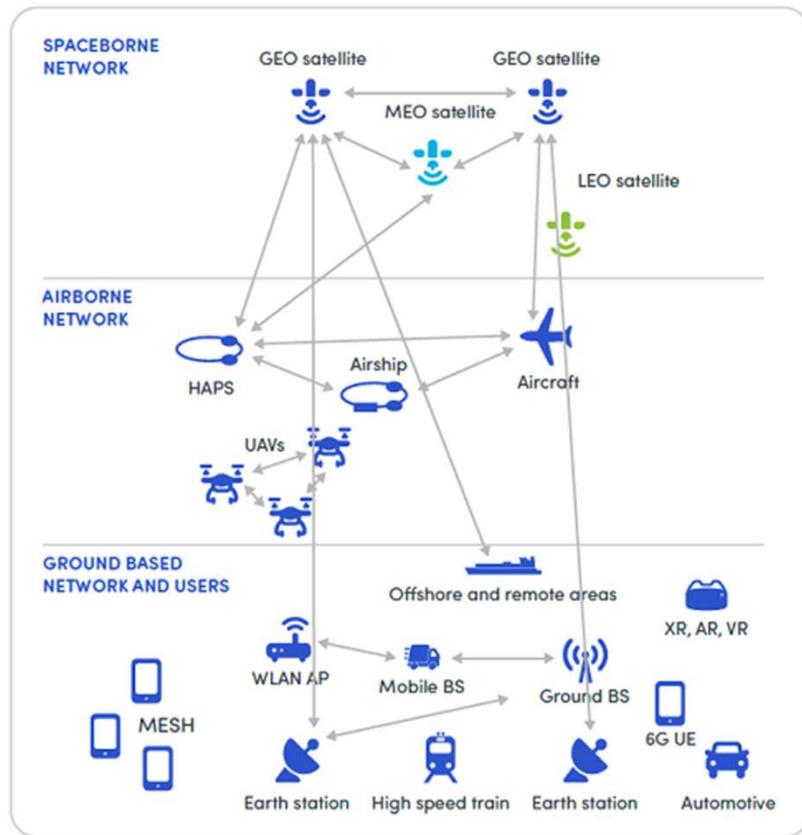 SPACEBORNE
NETWORK
GEO satellite
GEO satellite
MEO satellite
LEO satellite
AIRBORNE
NETWORK
HAPS
Airship
Aircraft
UAVs
GROUND BASED
NETWORK AND USERS
Offshore and remote areas
XR, AR, VR
WLAN AP
Mobile BS
Ground BS
MESH
6G UE
Earth station
High speed train
Earth station
Automotive